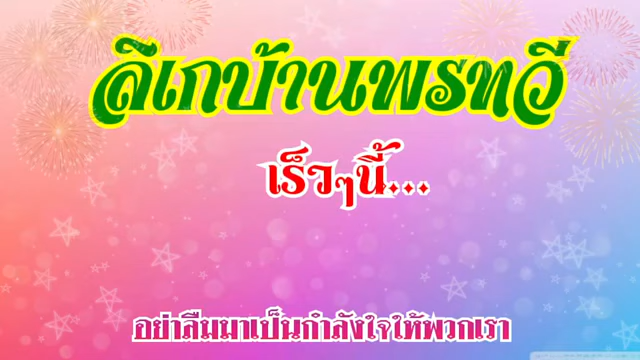 ลิเกบ้านพรทวี
เร็วๆนี้...
อย่าลืมมาเป็นกำลังใจให้พวกเรา